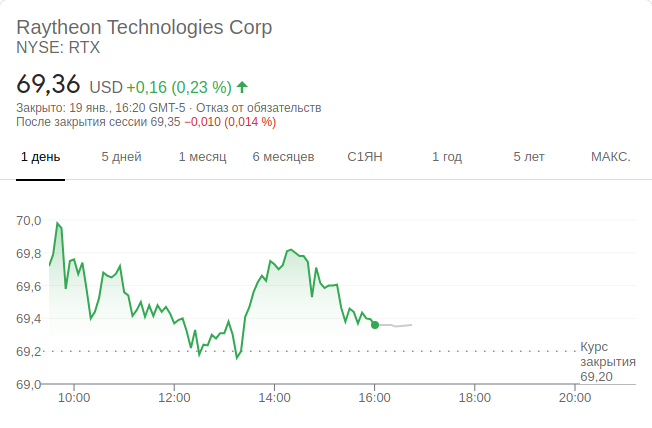 Raytheon Technologies Corp
NYSE: RTX
69,36 USD +0,16 (0,23 %)
Закрыто: 19 янв., 16:20 GMT-5 · Отказ от обязательств
После закрытия сессии 69,35 −0,010 (0,014 %)
1 день 5 дней 1 месяц 6 месяцев С1ЯН 1 год 5 лет МАКС.
70,0
69,8
69,6
69,4
69,2
Курс
закрытия
69,20
69,0
10:00 12:00 14:00 16:00 18:00 20:00